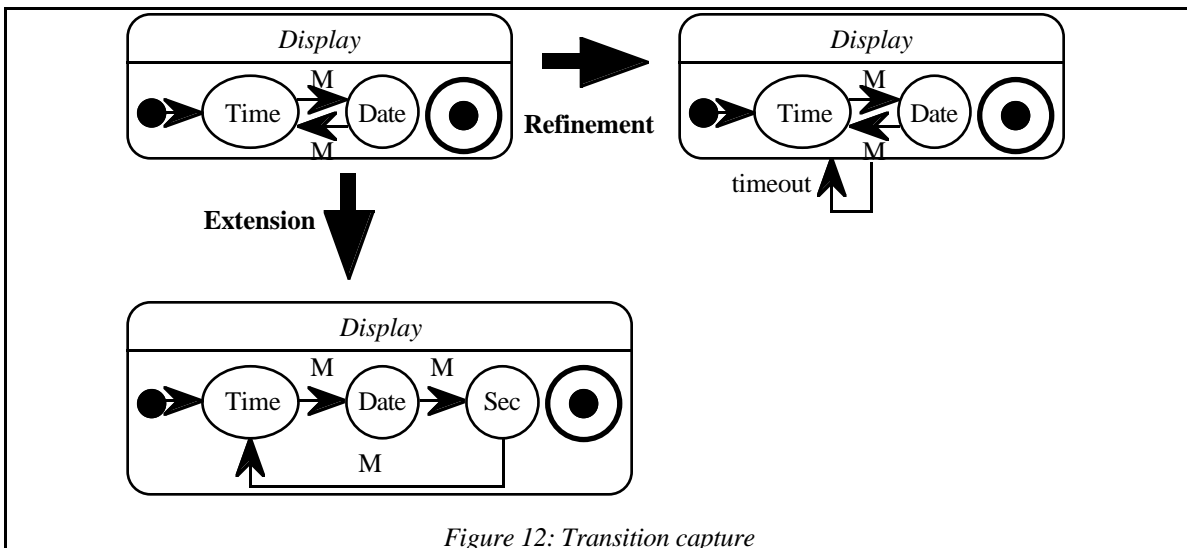 Display
M
Time
Date
M
Refinement
Display
M
Time
Date
M
timeout
Extension
Display
M
M
Time
Date
Sec
M
Figure 12: Transition capture